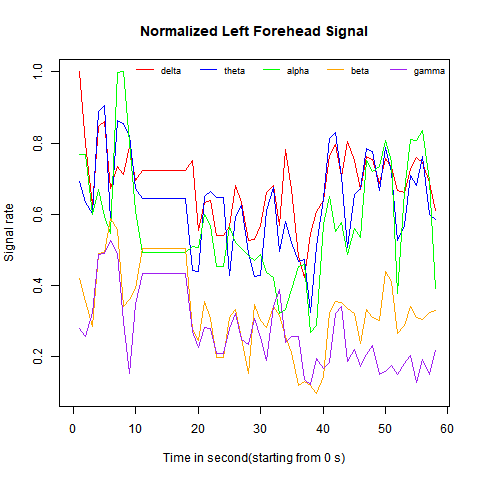 Normalized Left Forehead Signal
delta theta alpha beta gamma
1.0
0.8
0.6
0.4
0.2
Signal rate
0 10 20 30 40 50 60
Time in second(starting from 0 s)